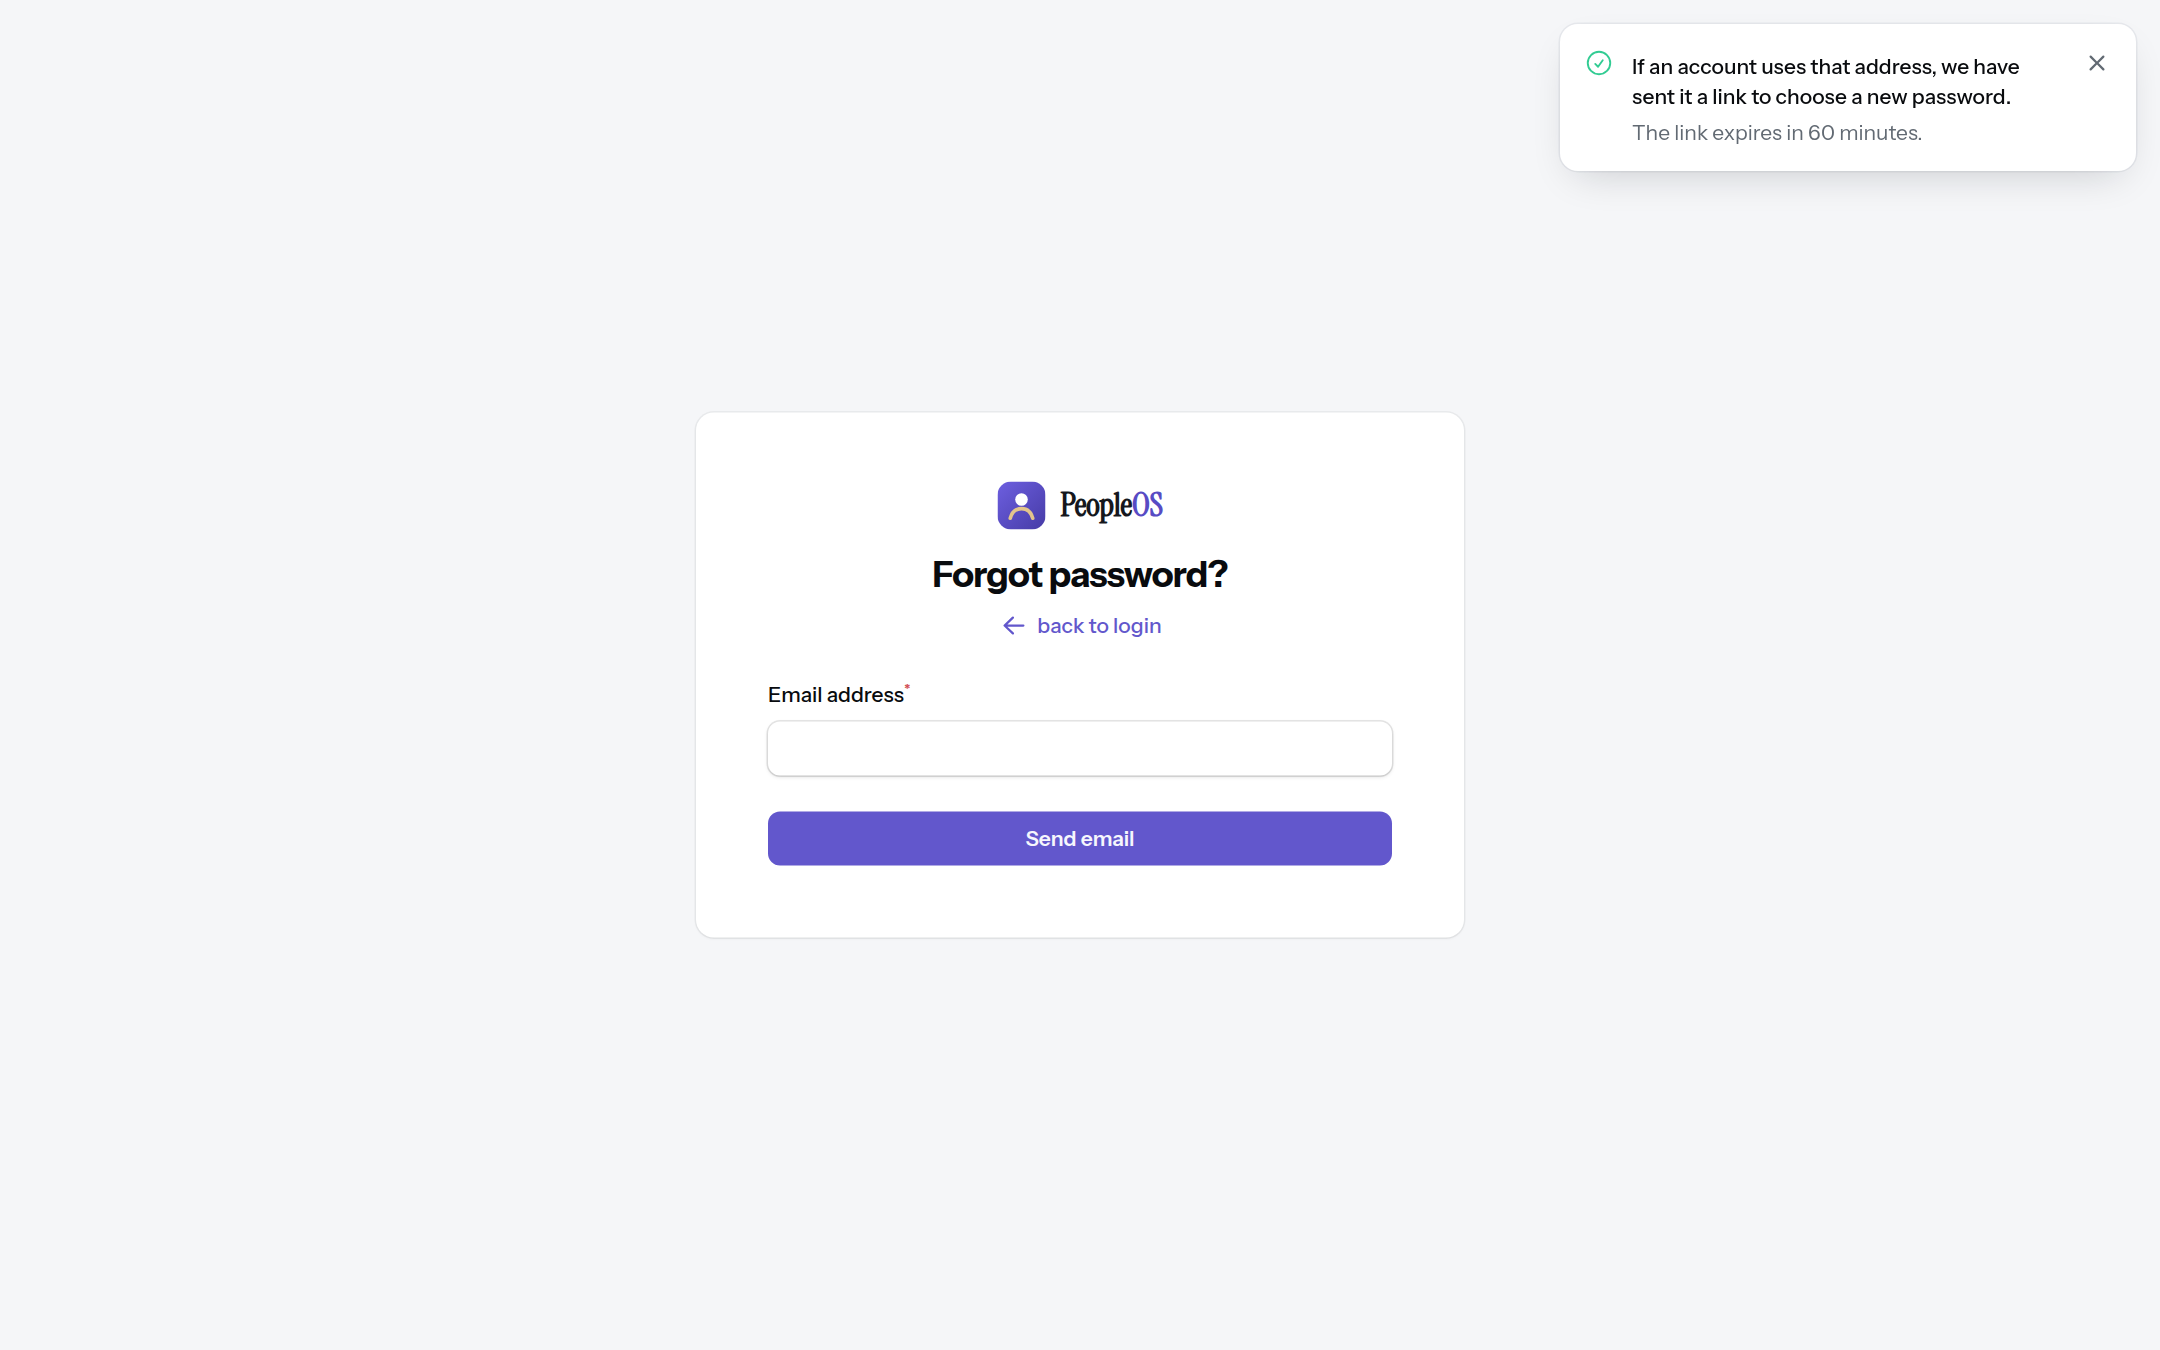 If an account uses that address, we have
sent it a link to choose a new password.
The link expires in 60 minutes.
PeopleOS
Forgot password?
back to login
Email address*
Send email